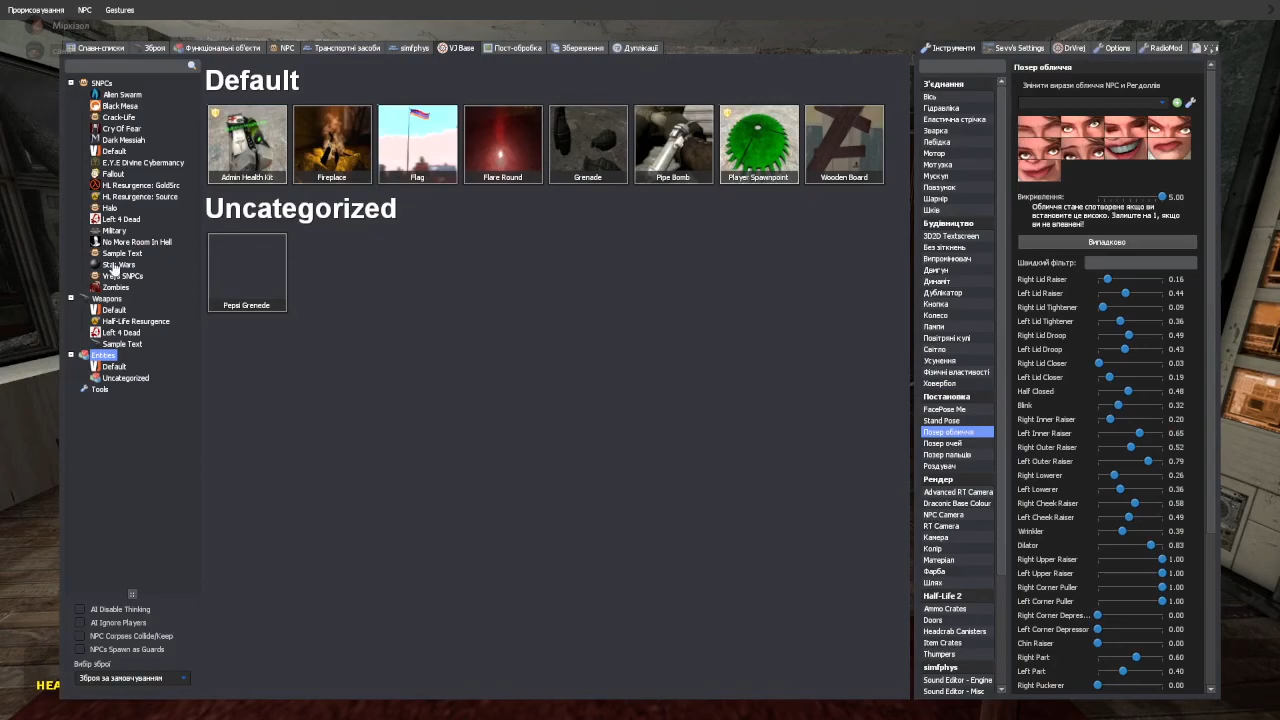 Прорисовування NPC Gestures
Міркізол
Спавн-списки Зброя Функціональні об'єкти NPC Транспортні засоби simfphys VJ Base Пост-обробка Збереження Дуплікації
Інструменти Sevv's Settings DrVrej Options RadioMod
SNPCs
Alien Swarm
Black Mesa
Crack-Life
Cry Of Fear
Dark Messiah
Default
E.Y.E Divine Cybermancy
Fallout
HL Resurgence: GoldSrc
HL Resurgence: Source
Halo
Left 4 Dead
Military
No More Room In Hell
Sample Text
Star Wars
Vrej's SNPCs
Zombies
Weapons
Default
Half-Life Resurgence
Left 4 Dead
Sample Text
Entities
Default
Uncategorized
Tools
AI Disable Thinking
AI Ignore Players
NPC Corpses Collide/Keep
NPCs Spawn as Guards
Вибір зброї
Зброя за замовчуванням
HEA
Default
Admin Health Kit
Fireplace
Flag
Flare Round
Grenade
Pipe Bomb
Player Spawnpoint
Wooden Board
Uncategorized
Pepsi Grenede
З'єднання
Вісь
Гідравліка
Еластична стрічка
Зварка
Лебідка
Мотор
Мотузка
Мускул
Повзунок
Шарнір
Шків
Будівництво
3D2D Textscreen
Без зіткнень
Випромінювач
Двигун
Динаміт
Дублікатор
Кнопка
Колесо
Лампи
Повітряні кулі
Світло
Усунення
Фізичні властивості
Ховербол
Постановка
FacePose Me
Stand Pose
Позер обличчя
Позер очей
Позер пальців
Роздувач
Рендер
Advanced RT Camera
Draconic Base Colour
NPC Camera
RT Camera
Камера
Колір
Матеріал
Фарба
Шлях
Half-Life 2
Ammo Crates
Doors
Headcrab Canisters
Item Crates
Thumpers
simfphys
Sound Editor - Engine
Sound Editor - Misc
Позер обличчя
Змінити вирази обличчя NPC и Регдоллів
Викривлення: 5.00
Обличчя стане спотворене якщо ви
встановите це високо. Залиште на 1, якщо
ви не впевнені!
Випадково
Швидкий фільтр:
Right Lid Raiser 0.16
Left Lid Raiser 0.44
Right Lid Tightener 0.09
Left Lid Tightener 0.36
Right Lid Droop 0.49
Left Lid Droop 0.43
Right Lid Closer 0.03
Left Lid Closer 0.19
Half Closed 0.48
Blink 0.32
Right Inner Raiser 0.20
Left Inner Raiser 0.65
Right Outer Raiser 0.52
Left Outer Raiser 0.79
Right Lowerer 0.26
Left Lowerer 0.36
Right Cheek Raiser 0.58
Left Cheek Raiser 0.49
Wrinkler 0.39
Dilator 0.83
Right Upper Raiser 1.00
Left Upper Raiser 1.00
Right Corner Puller 1.00
Left Corner Puller 1.00
Right Corner Depres... 0.00
Left Corner Depressor 0.00
Chin Raiser 0.00
Right Part 0.60
Left Part 0.40
Right Puckerer 0.00